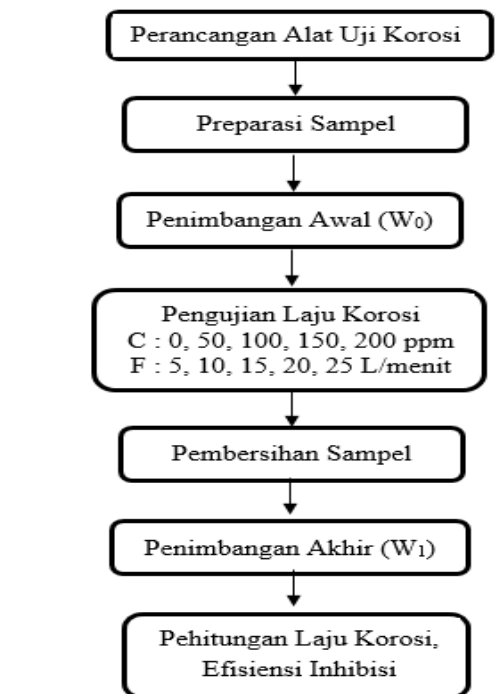 Perancangan Alat Uji Korosi
Preparasi Sampel
Penimbangan Awal (W₀)
Pengujian Laju Korosi
C : 0, 50, 100, 150, 200 ppm
F : 5, 10, 15, 20, 25 L/menit
Pembersihan Sampel
Penimbangan Akhir (W₁)
Pehitungan Laju Korosi,
Efisiensi Inhibisi